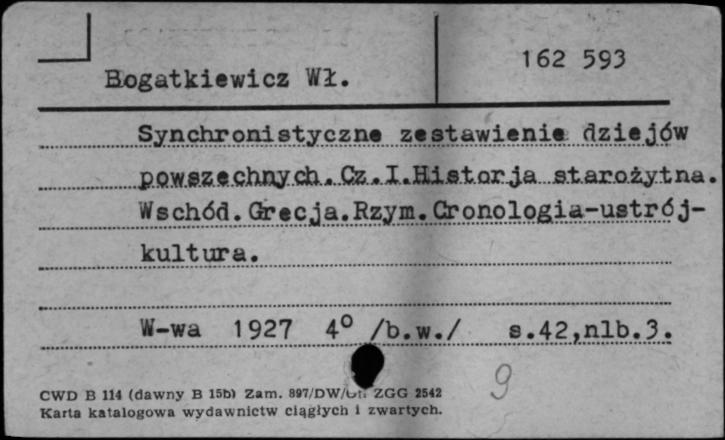 162 593
Bogatkiewicz Wł.
Synchronistyczne zestawienie dziejów
powszechnych.Cz.I.Historja starożytna.
Wschód.Grecja.Rzym.Cronologia-ustrój-
kultura.
W-wa 1927 4° /b.w./ s.42,nlb.3.
9
CWD B 114 (dawny B 15b) Zam. 897/DW/ ZGG 2542
Karta katalogowa wydawnictw ciągłych i zwartych.